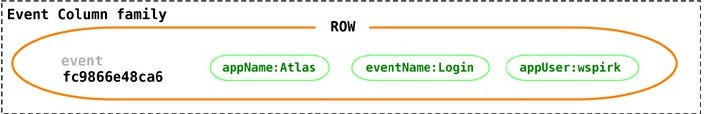 Event Column family
ROW
event
fc9866e48ca6
appName:Atlas
eventName:Login
appUser:wspirk